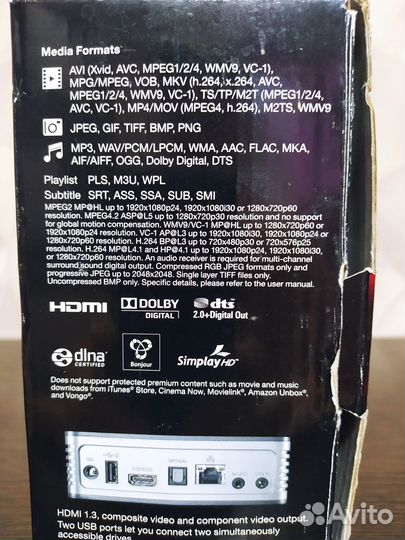 Media Formats
AVI (Xvid, AVC, MPEG1/2/4, WMV9, VC-1),
MPG/MPEG, VOB, MKV (h.264, x.264, AVC,
MPEG1/2/4, WMV9, VC-1), TS/TP/M2T (MPEG1/2/4,
AVC, VC-1), MP4/MOV (MPEG4, h.264), M2TS, WMV9
JPEG, GIF, TIFF, BMP, PNG
MP3, WAV/PCM/LPCM, WMA, AAC, FLAC, MKA,
AIF/AIFF, OGG, Dolby Digital, DTS
Playlist PLS, M3U, WPL
Subtitle SRT, ASS, SSA, SUB, SMI
MPEG2 MP@HL up to 1920x1080p24, 1920x1080i30 or 1280x720p60
resolution. MPEG4.2 ASP@L5 up to 1280x720p30 resolution and no support
for global motion compensation. WMV9/VC-1 MP@HL up to 1280x720p60 or
1920x1080p24 resolution. VC-1 AP@L3 up to 1920x1080i30, 1920x1080p24 or
1280x720p60 resolution. H.264 BP@L3 up to 720x480p30 or 720x576p25
resolution. H.264 MP@L4.1 and HP@4.1 up to 1920x1080p24, 1920x1080i30,
or 1280x720p60 resolution. An audio receiver is required for multi-channel
surround sound digital output. Compressed RGB JPEG formats only and
progressive JPEG up to 2048x2048. Single layer TIFF files only.
Uncompressed BMP only. Specific details, please refer to the user manual.
HDMI
DOLBY
DIGITAL
dts
2.0+Digital Out
dlna
CERTIFIED
Bonjour
SimplayHD
Does not support protected premium content such as movie and music
downloads from iTunes® Store, Cinema Now, Movielink®, Amazon Unbox®,
and Vongo®.
OPTICAL
HDMI 1.3, composite video and component video output.
Two USB ports let you connect two simultaneously
accessible drives.
Avito